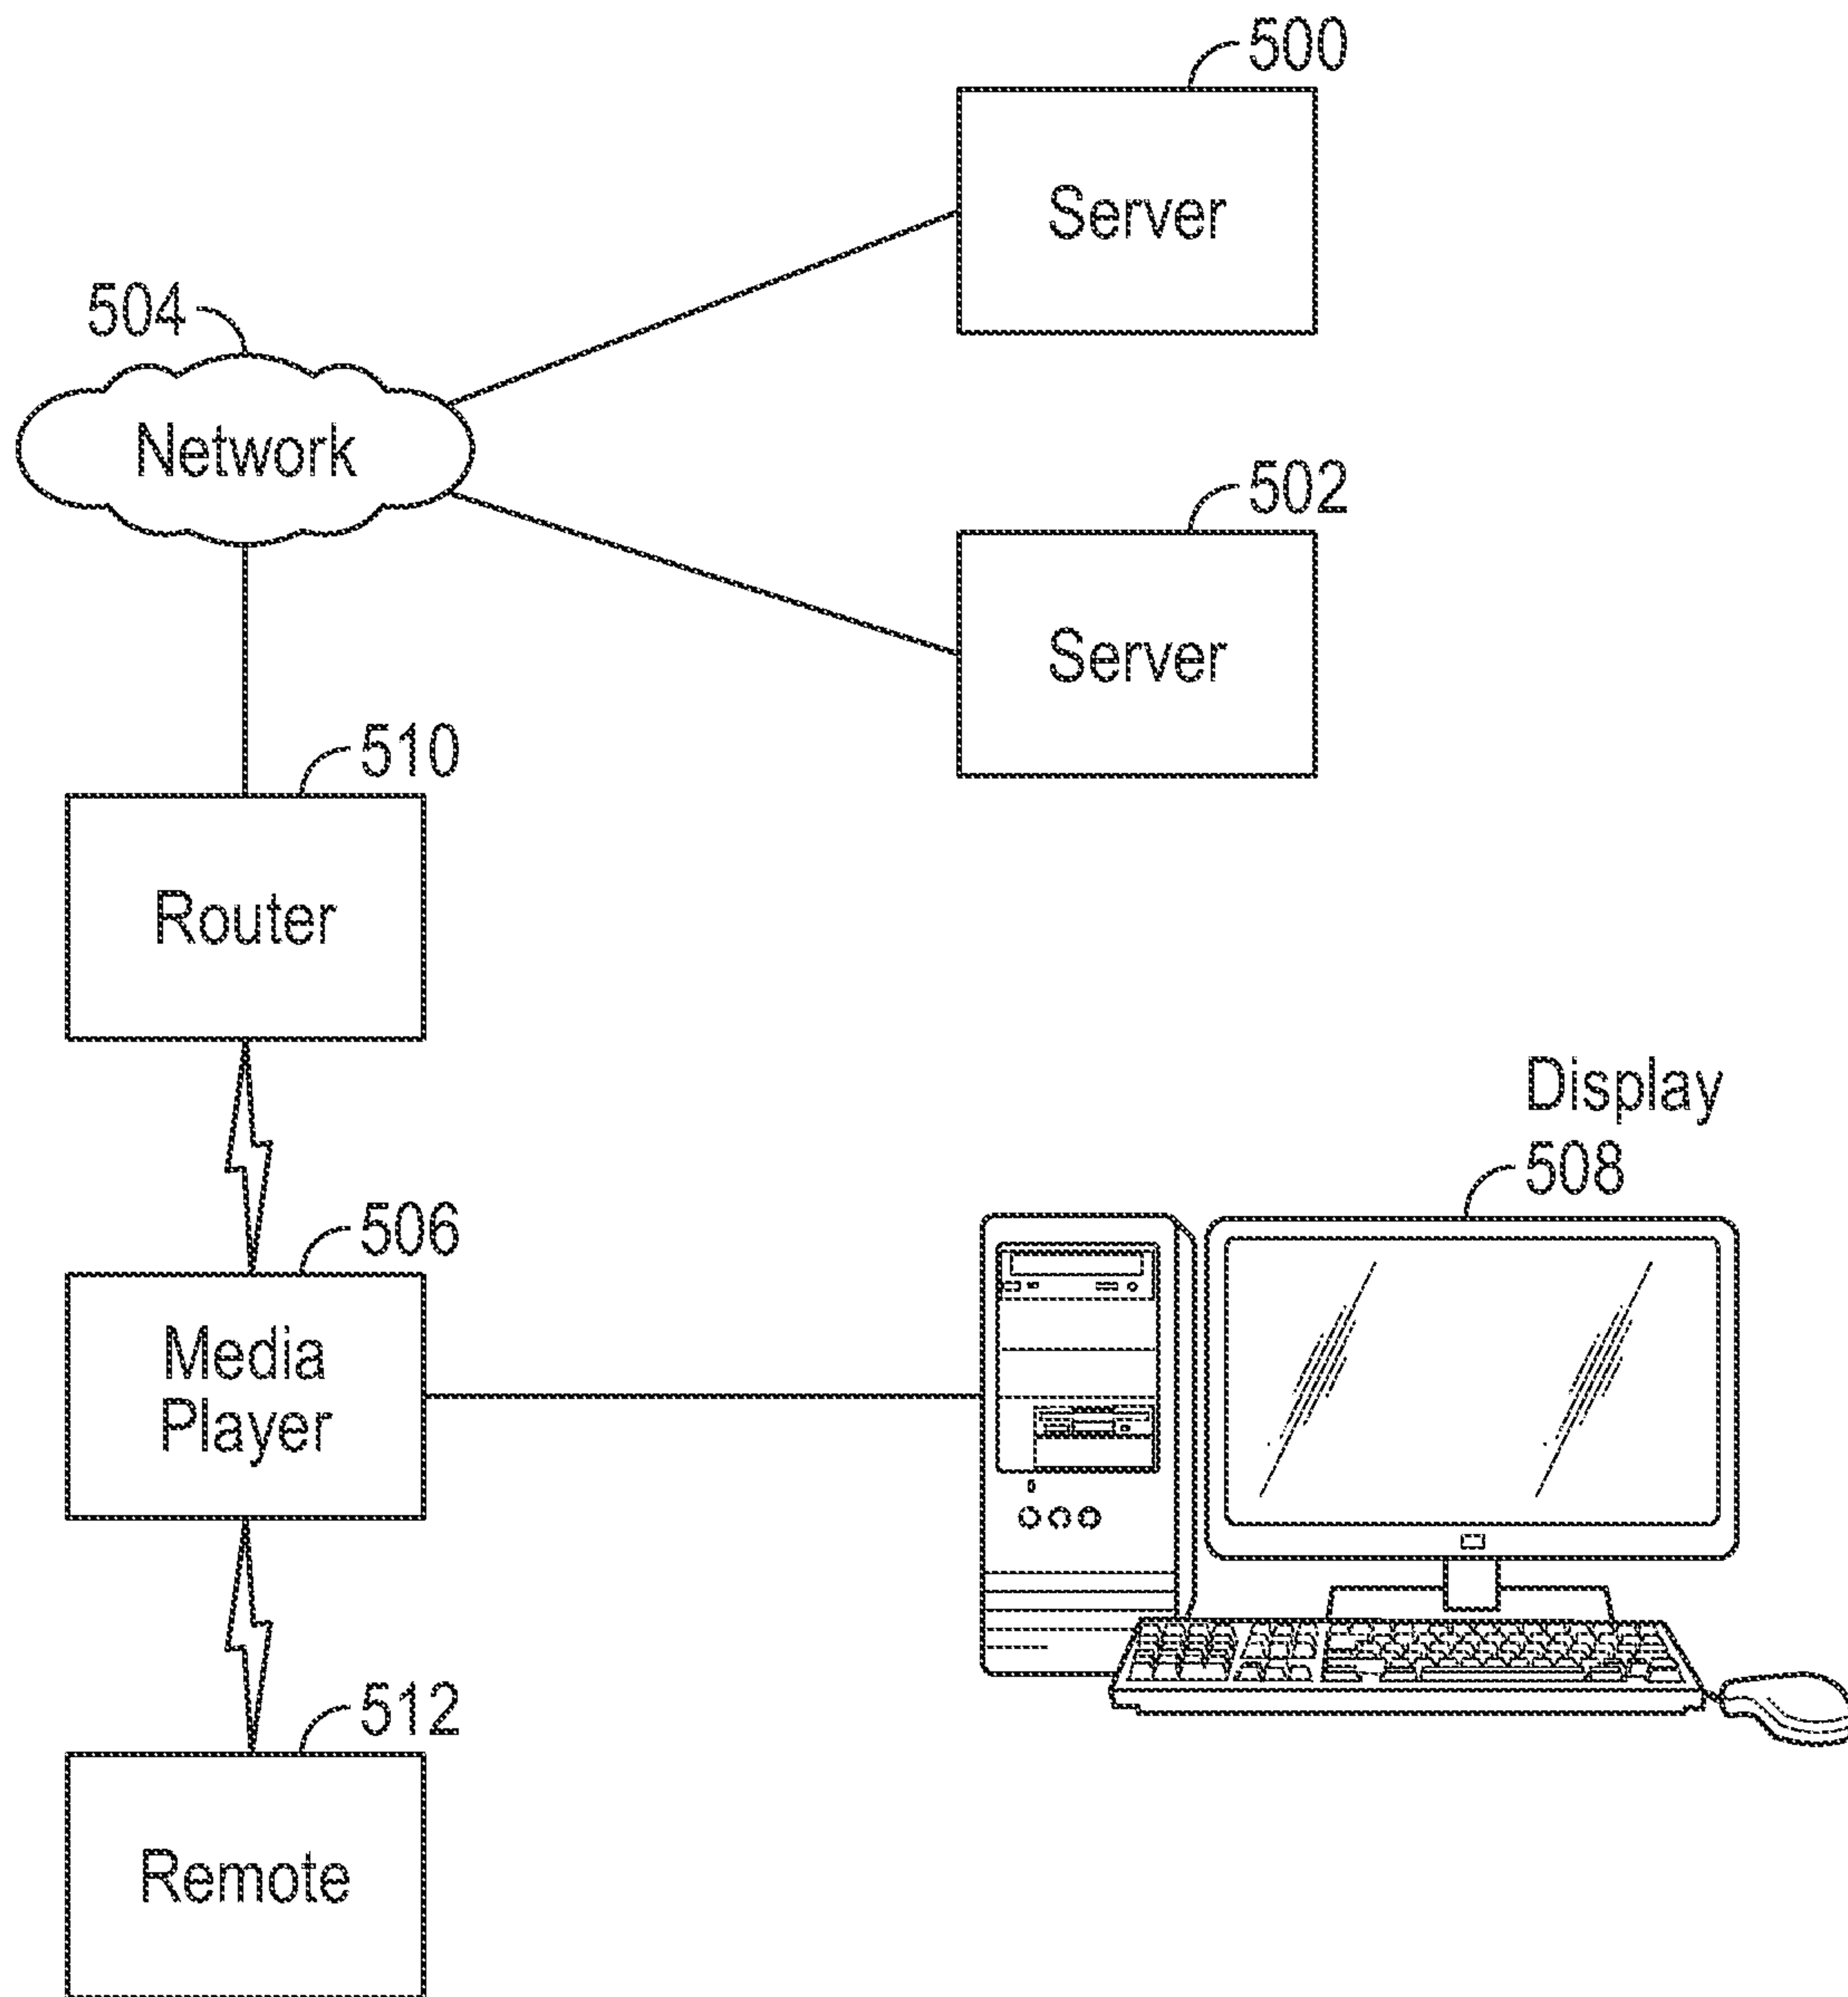 500
Server
504
Network
502
Server
510
Router
Display
508
506
Media
Player
512
Remote